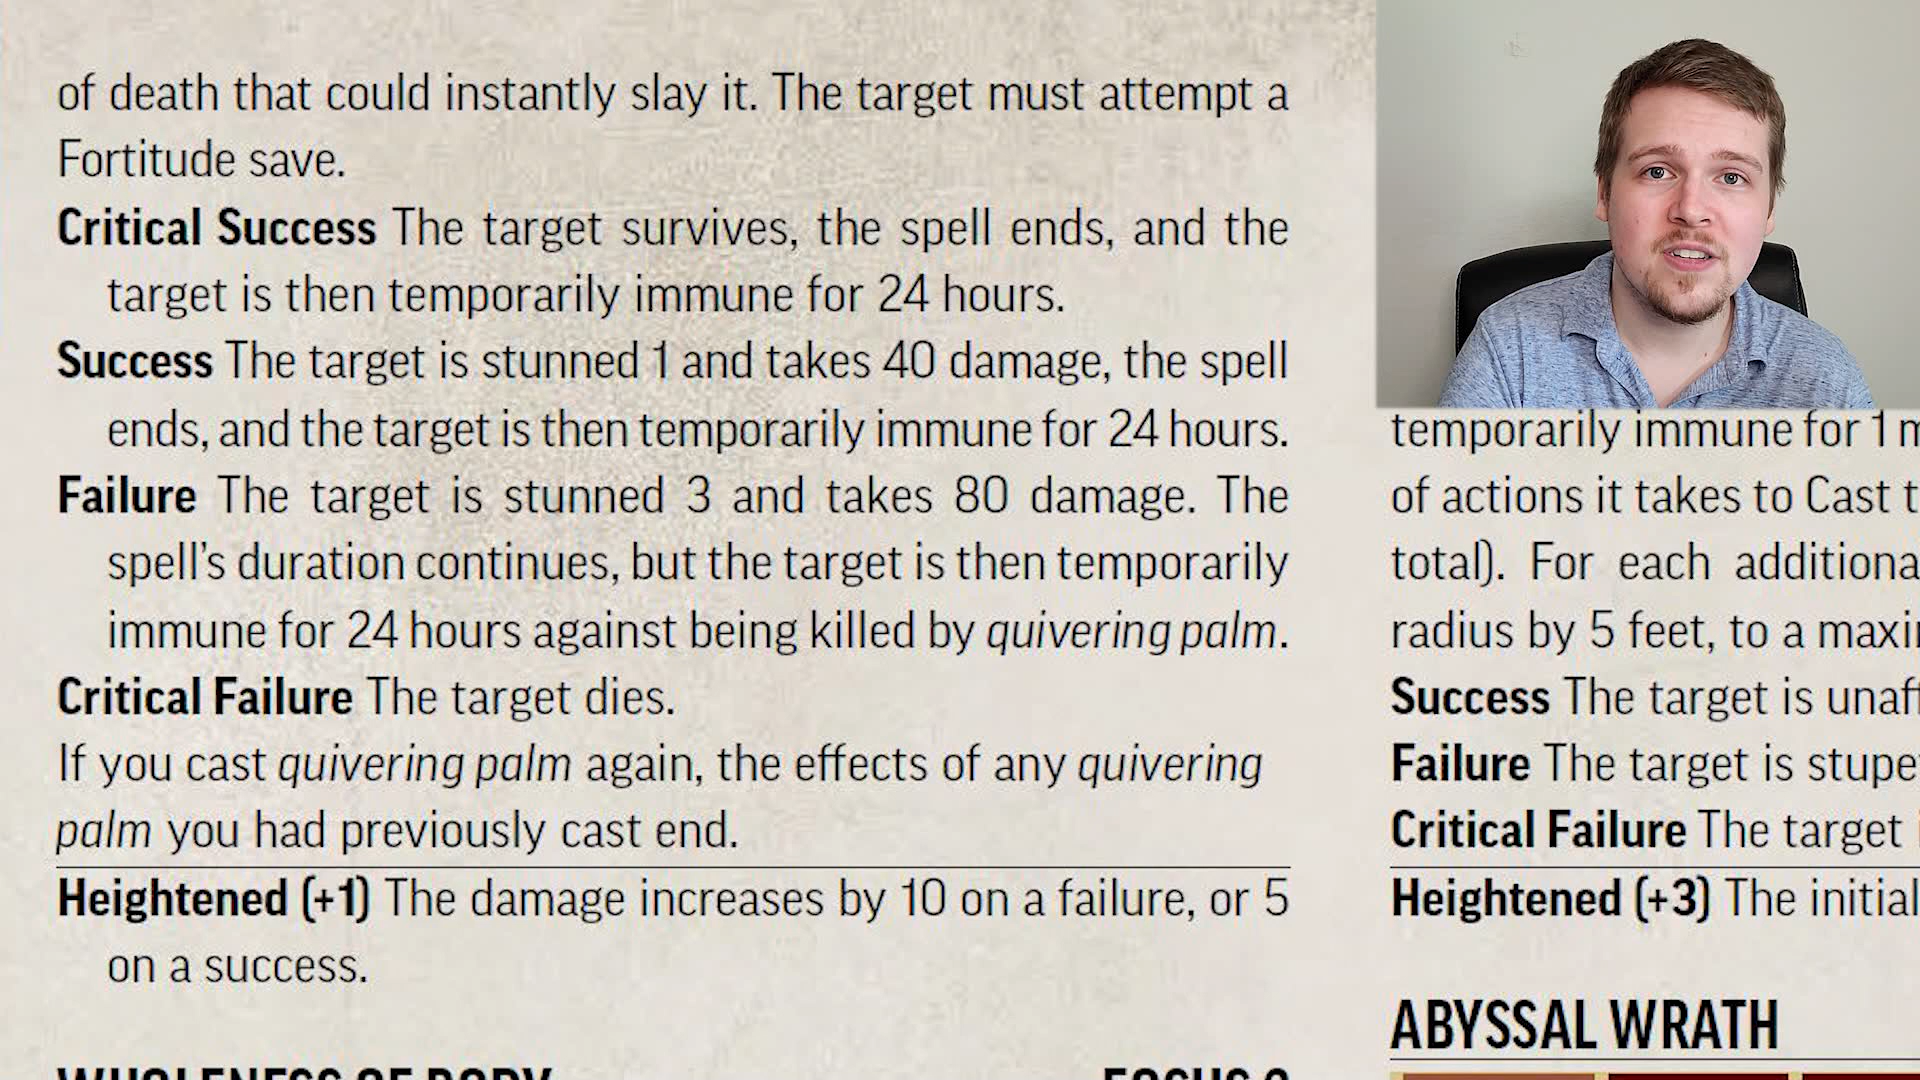 of death that could instantly slay it. The target must attempt a
Fortitude save.
Critical Success The target survives, the spell ends, and the
target is then temporarily immune for 24 hours.
Success The target is stunned 1 and takes 40 damage, the spell
ends, and the target is then temporarily immune for 24 hours.
Failure The target is stunned 3 and takes 80 damage. The
spell’s duration continues, but the target is then temporarily
immune for 24 hours against being killed by quivering palm.
Critical Failure The target dies.
If you cast quivering palm again, the effects of any quivering
palm you had previously cast end.
Heightened (+1) The damage increases by 10 on a failure, or 5
on a success.
WHOLENESS OF BODY FOCUS 2
temporarily immune for 1
of actions it takes to Cast
total). For each
radius by 5 feet, to a
Success The target is
Failure The target is
Critical Failure The target
Heightened (+3) The initial
ABYSSAL WRATH